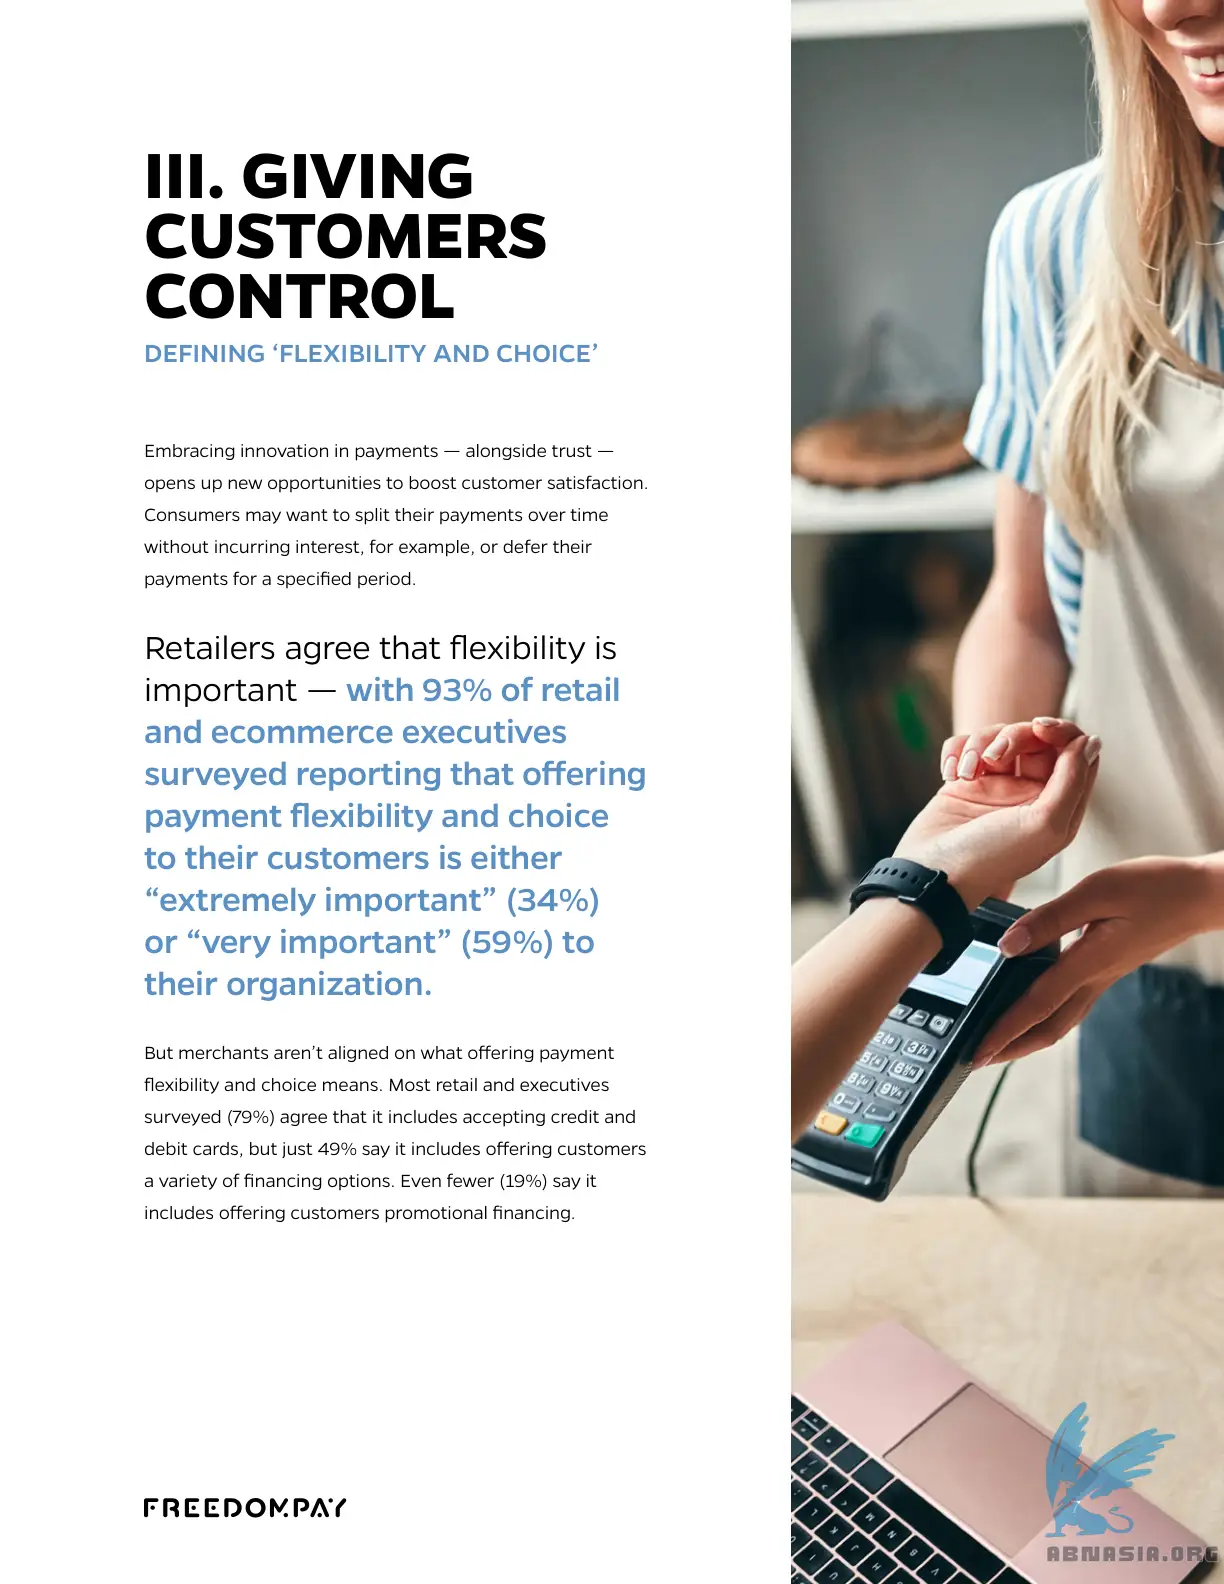 III. GIVING
CUSTOMERS
CONTROL
DEFINING ‘FLEXIBILITY AND CHOICE’
Embracing innovation in payments — alongside trust —
opens up new opportunities to boost customer satisfaction.
Consumers may want to split their payments over time
without incurring interest, for example, or defer their
payments for a specified period.
Retailers agree that flexibility is
important — with 93% of retail
and ecommerce executives
surveyed reporting that offering
payment flexibility and choice
to their customers is either
“extremely important” (34%)
or “very important” (59%) to
their organization.
But merchants aren’t aligned on what offering payment
flexibility and choice means. Most retail and executives
surveyed (79%) agree that it includes accepting credit and
debit cards, but just 49% say it includes offering customers
a variety of financing options. Even fewer (19%) say it
includes offering customers promotional financing.
FREEDOMPAY
ABNASIA.ORG